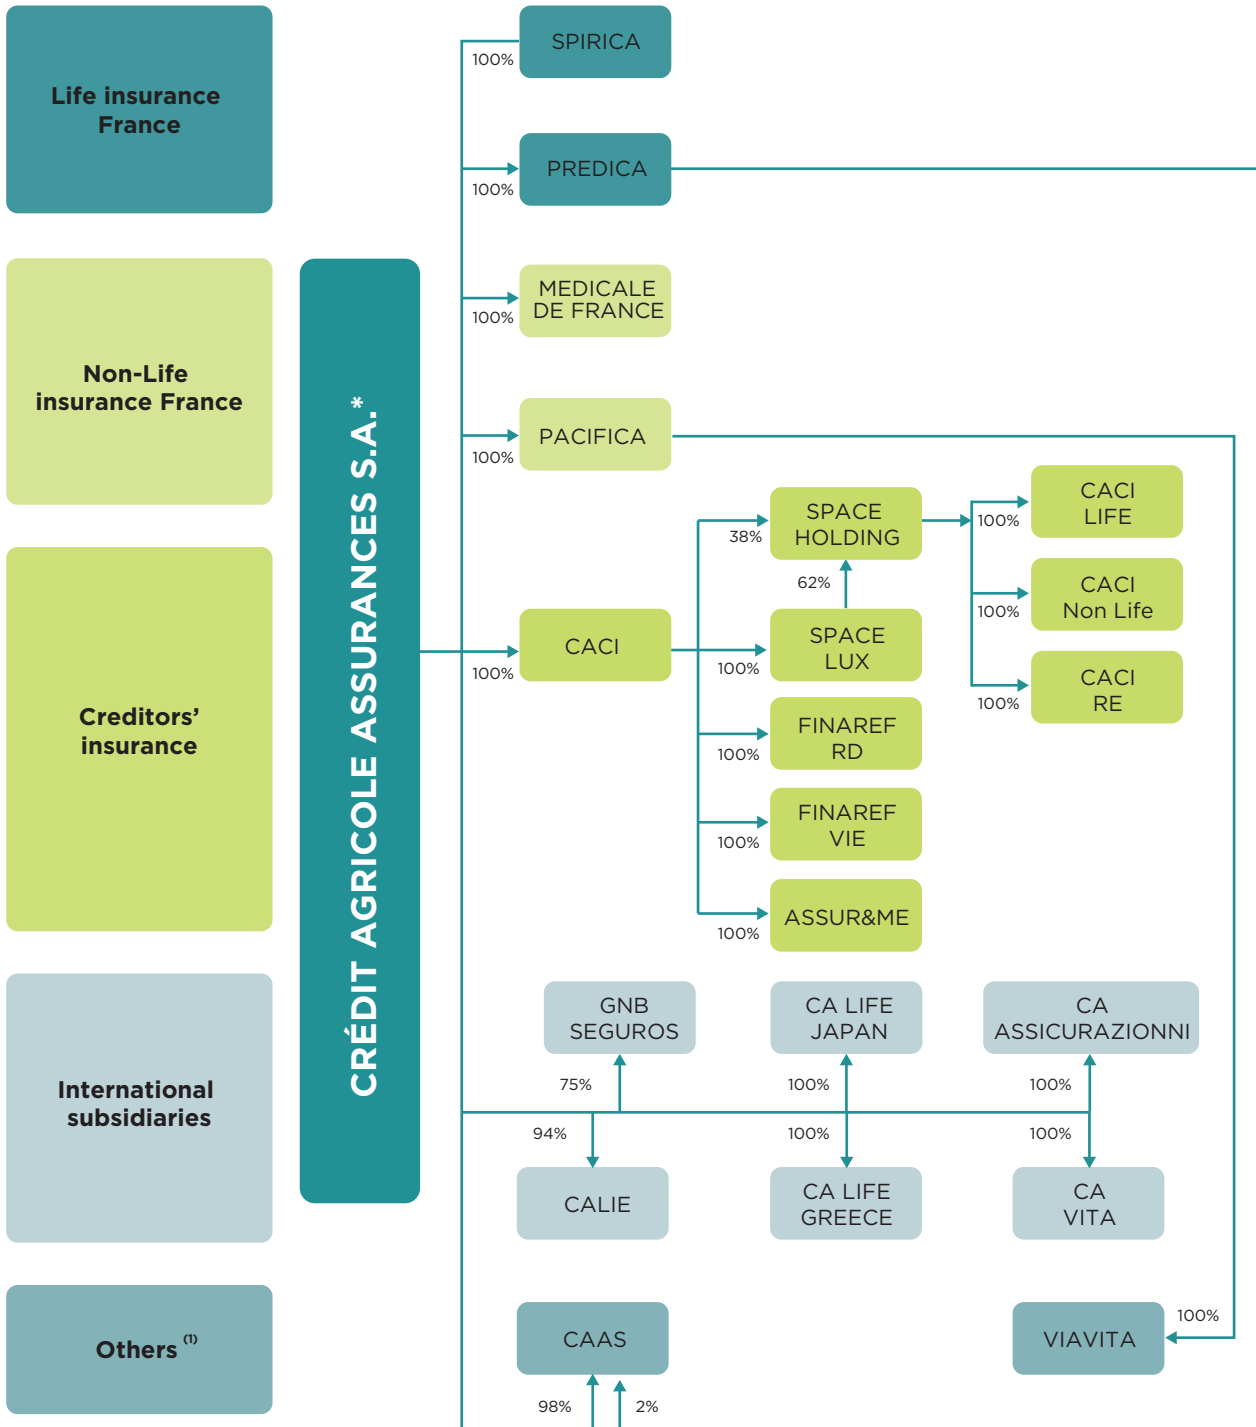 Life insurance
France
Non-Life
insurance France
Creditors'
insurance
International
subsidiaries
Others (1)
CRÉDIT AGRICOLE ASSURANCES S.A.*
SPIRICA
100%
PREDICA
100%
MEDICALE
DE FRANCE
100%
PACIFICA
100%
CACI
100%
SPACE
HOLDING
38%
62%
SPACE
LUX
100%
FINAREF
RD
100%
FINAREF
VIE
100%
ASSUR&ME
100%
CACI
LIFE
100%
CACI
Non Life
100%
CACI
RE
100%
GNB
SEGUROS
75%
CA LIFE
JAPAN
100%
CA
ASSICURAZIONNI
100%
94%
CALIE
100%
CA LIFE
GREECE
100%
CA
VITA
CAAS
98%
2%
VIAVITA
100%